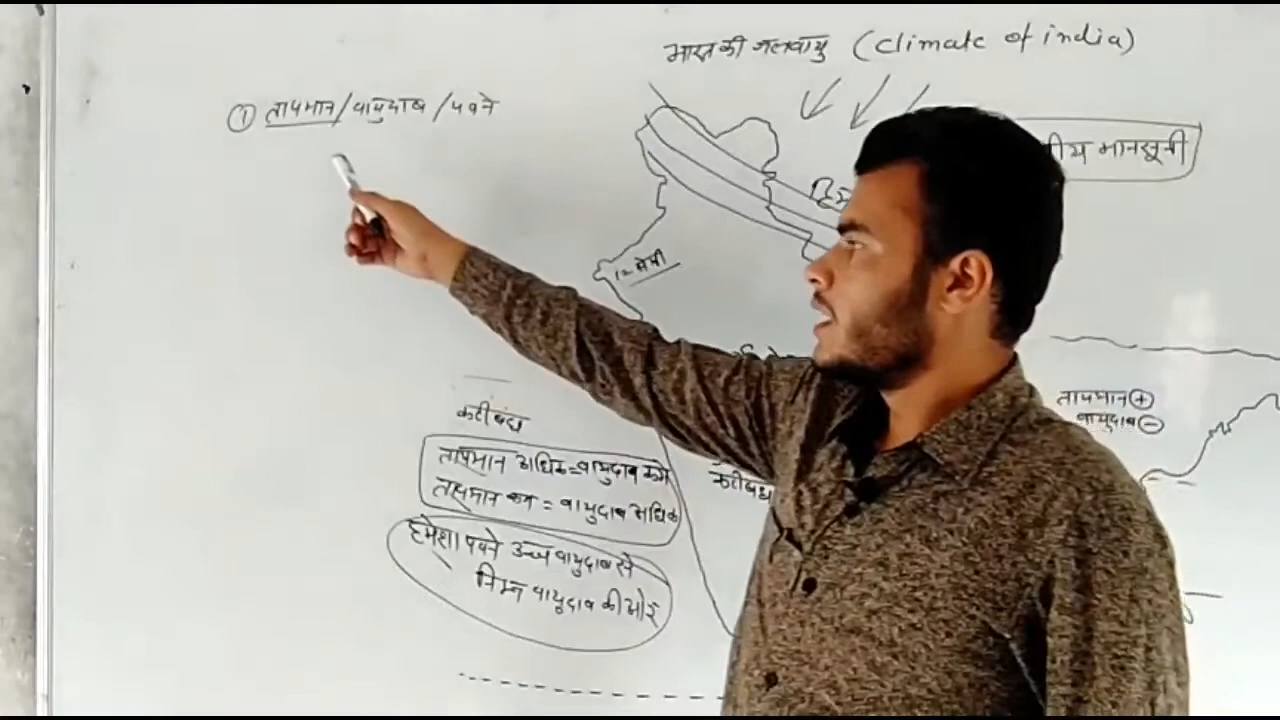 भारत की जलवायु (Climate of india)
① तापमान/वायुदाब/पवने
ीय मानसूनी
हि
कटीबंध
तापमान अधिक = वायुदाब कम
तापमान कम = वायुदाब अधिक
हमेशा पवने उच्च वायुदाब से
निम्न वायुदाब की ओर
कटीबंध
तापमान ⊕
वायुदाब ⊖